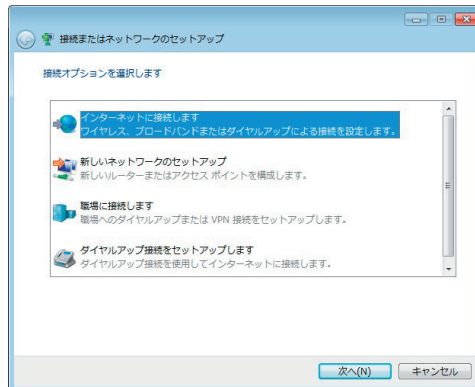 接続またはネットワークのセットアップ
接続オプションを選択します
インターネットに接続します
ワイヤレス、ブロードバンドまたはダイヤルアップによる接続を設定します。
新しいネットワークのセットアップ
新しいルーターまたはアクセス ポイントを構成します。
職場に接続します
職場へのダイヤルアップまたは VPN 接続をセットアップします。
ダイヤルアップ接続をセットアップします
ダイヤルアップ接続を使用してインターネットに接続します。
次へ(N)
キャンセル